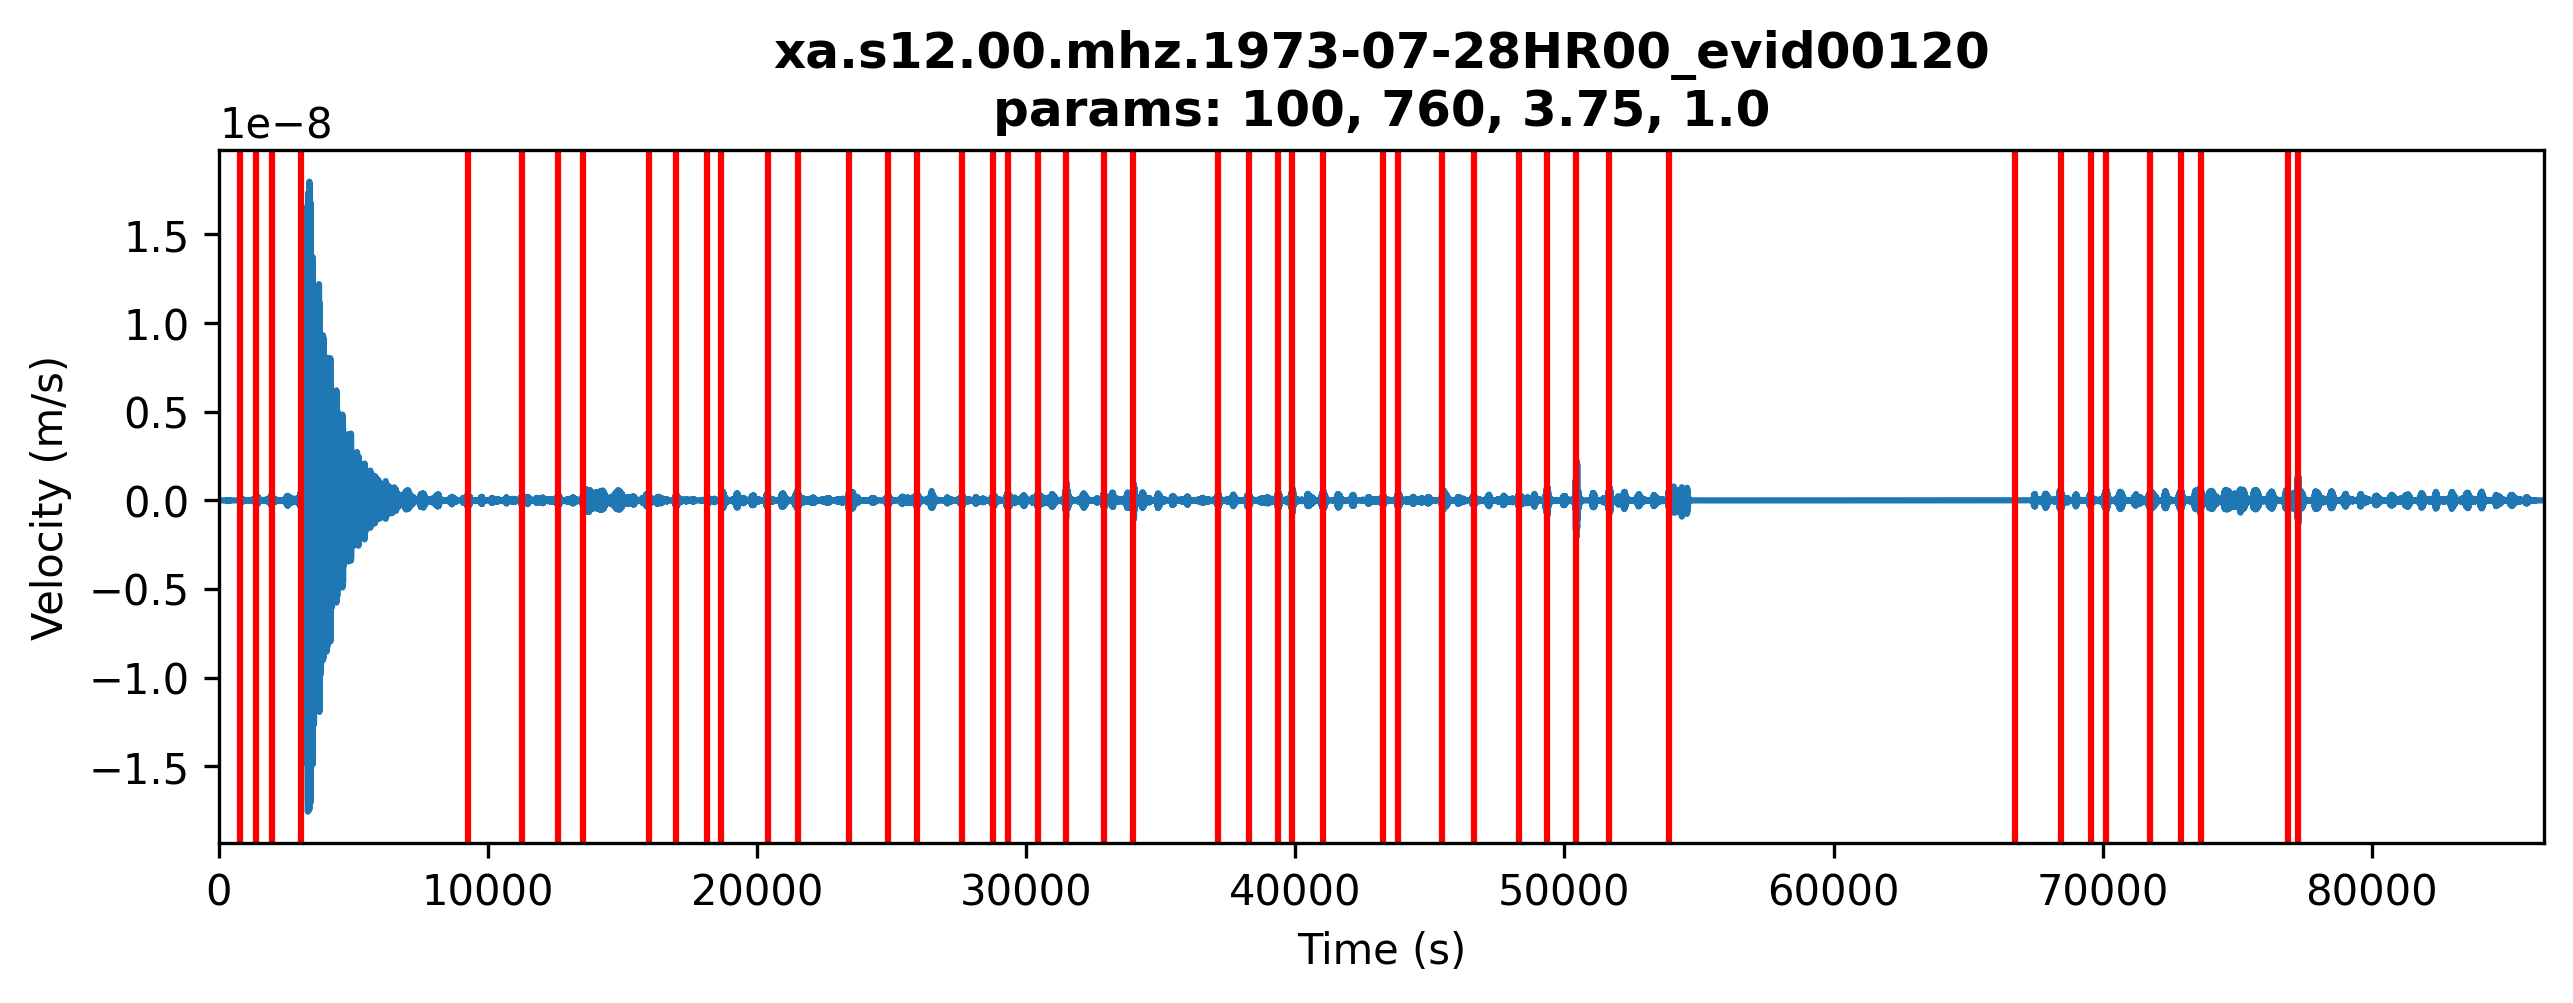 xa.s12.00.mhz.1973-07-28HR00_evid00120
params: 100, 760, 3.75, 1.0
1e−8
1.5
1.0
0.5
0.0
−0.5
−1.0
−1.5
Velocity (m/s)
0 10000 20000 30000 40000 50000 60000 70000 80000
Time (s)